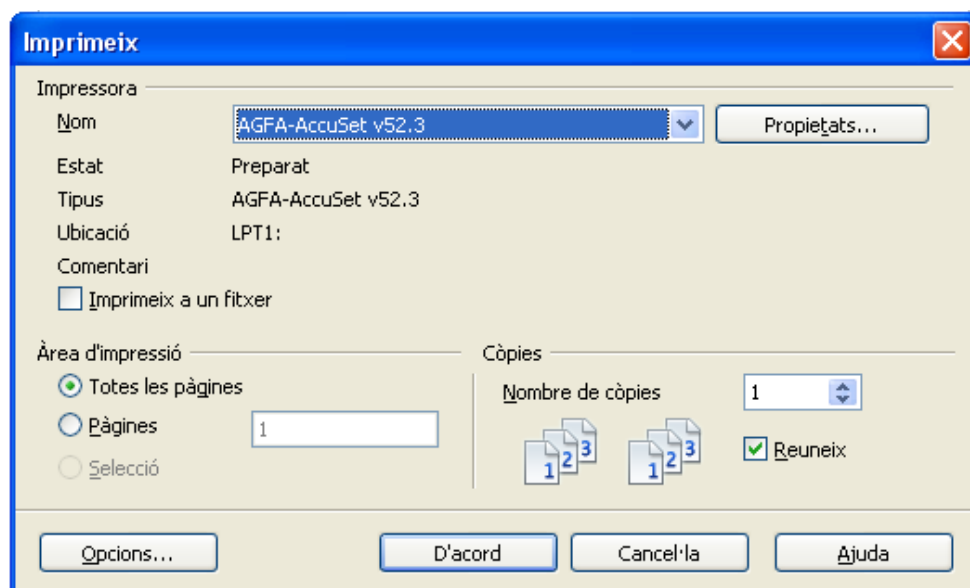 Imprimeix
Impressora
Nom AGFA-AccuSet v52.3 Propietats...
Estat Preparat
Tipus AGFA-AccuSet v52.3
Ubicació LPT1:
Comentari
Imprimeix a un fitxer
Àrea d'impressió Còpies
Totes les pàgines
Nombre de còpies 1
Pàgines 1
1 2 3 1 2 3 Reuneix
Selecció
Opcions... D'acord Cancel·la Ajuda